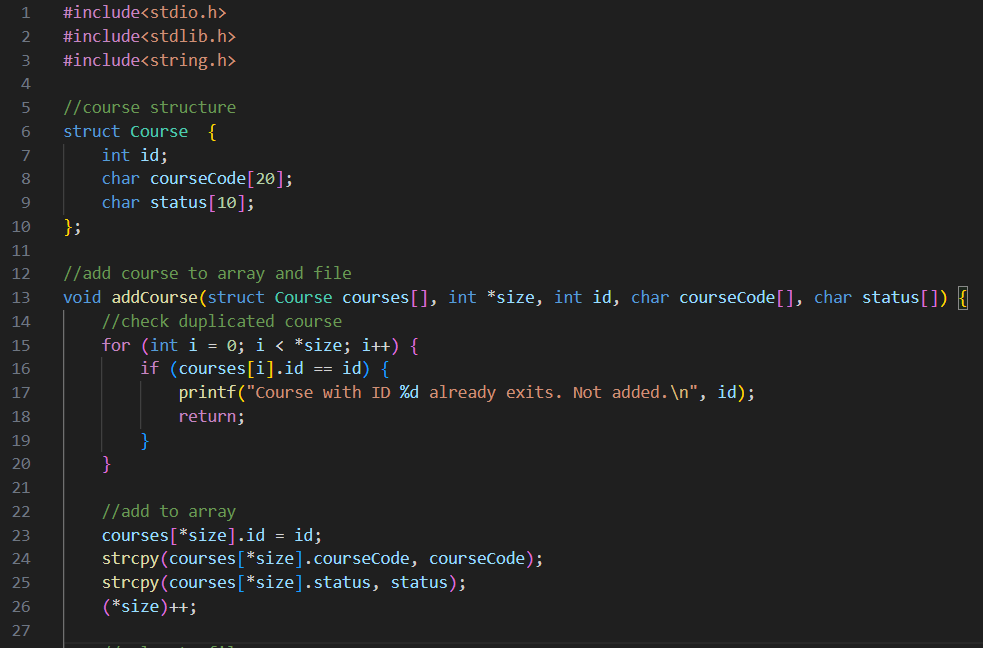 1 #include<stdio.h>
2 #include<stdlib.h>
3 #include<string.h>
4
5 //course structure
6 struct Course  {
7     int id;
8     char courseCode[20];
9     char status[10];
10 };
11
12 //add course to array and file
13 void addCourse(struct Course courses[], int *size, int id, char courseCode[], char status[]) {
14     //check duplicated course
15     for (int i = 0; i < *size; i++) {
16         if (courses[i].id == id) {
17             printf("Course with ID %d already exits. Not added.\n", id);
18             return;
19         }
20     }
21
22     //add to array
23     courses[*size].id = id;
24     strcpy(courses[*size].courseCode, courseCode);
25     strcpy(courses[*size].status, status);
26     (*size)++;
27